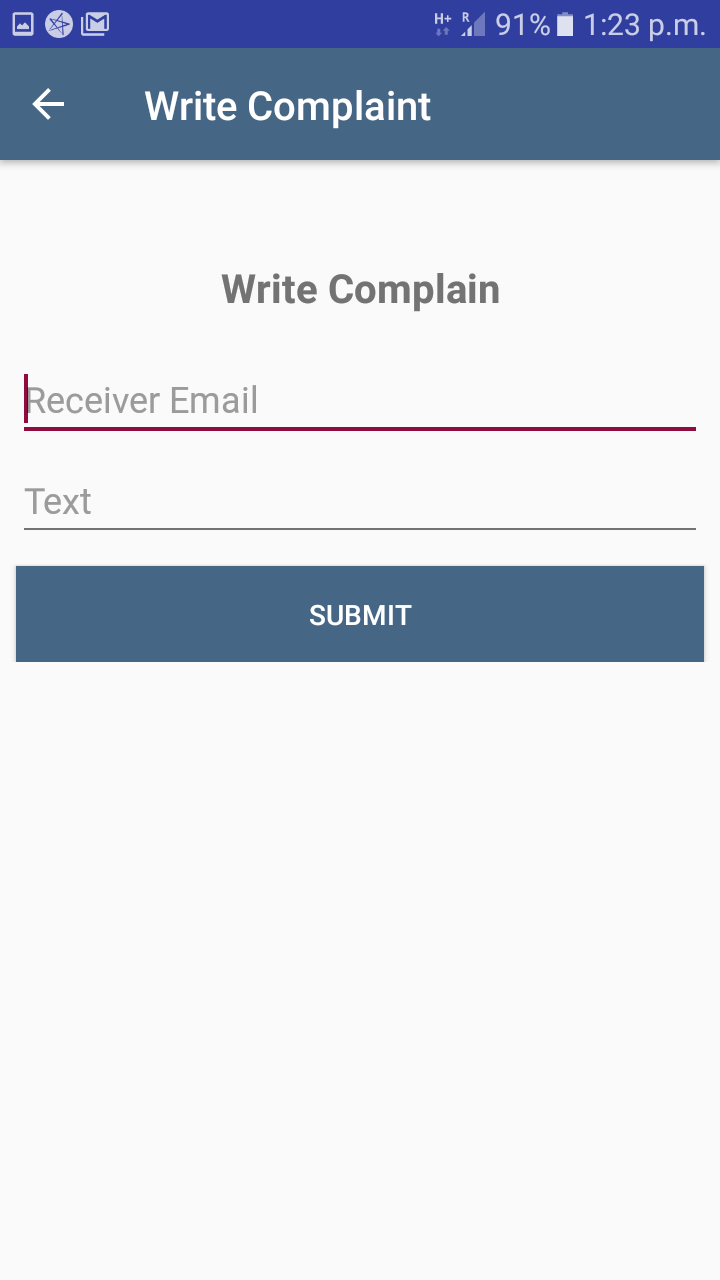 H+ R 91% 1:23 p.m.
Write Complaint
Write Complain
Receiver Email
Text
SUBMIT